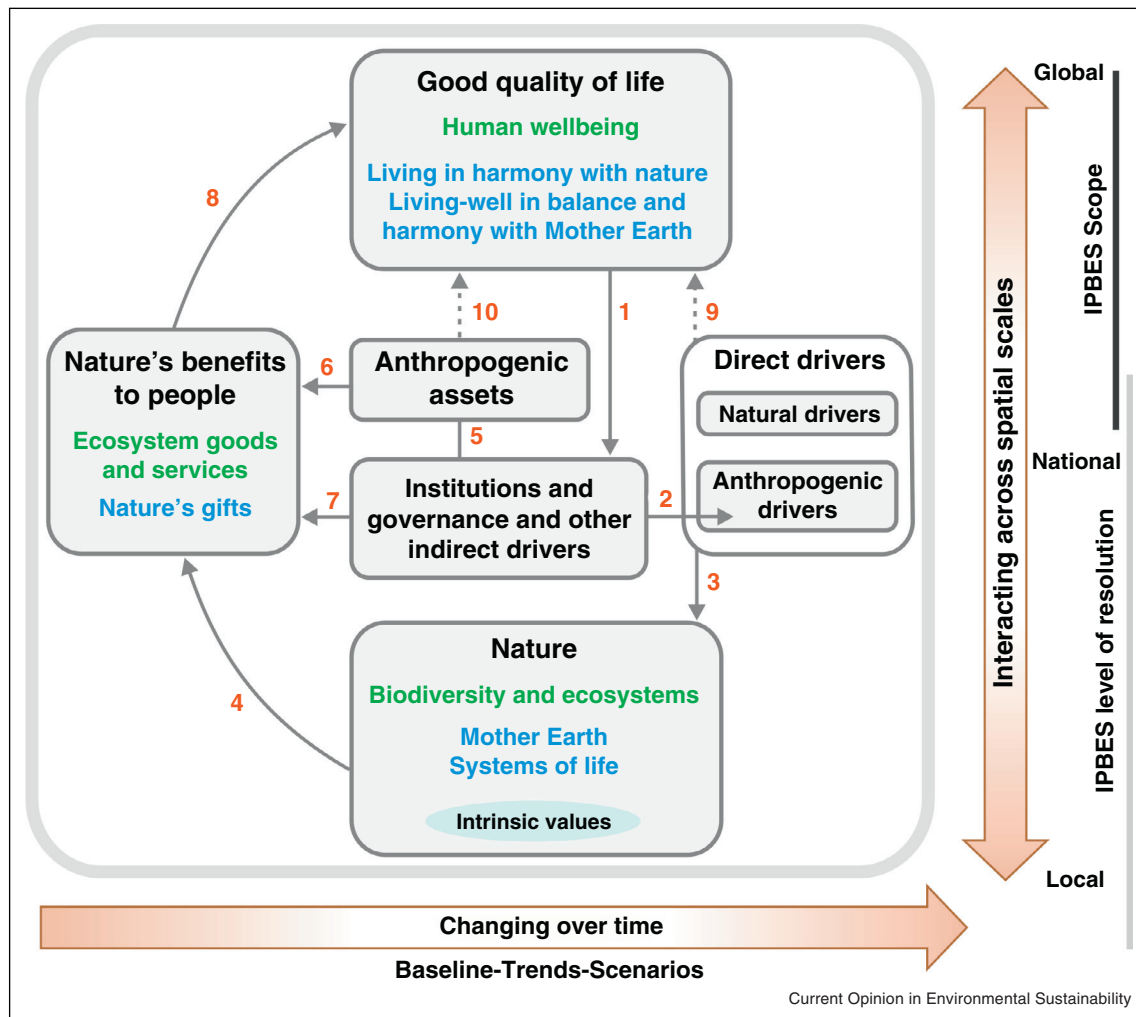 Good quality of life
Human wellbeing
Living in harmony with nature
Living-well in balance and
harmony with Mother Earth
8
10
1
9
Nature’s benefits
to people
Ecosystem goods
and services
Nature’s gifts
6
Anthropogenic
assets
5
7
Institutions and
governance and other
indirect drivers
2
Direct drivers
Natural drivers
Anthropogenic
drivers
3
4
Nature
Biodiversity and ecosystems
Mother Earth
Systems of life
Intrinsic values
Global
National
Local
Interacting across spatial scales
IPBES Scope
IPBES level of resolution
Changing over time
Baseline-Trends-Scenarios
Current Opinion in Environmental Sustainability